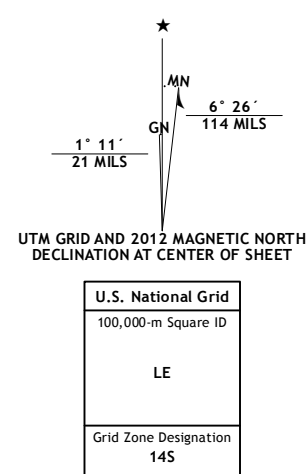 ★
MN
GN
6° 26´
114 MILS
1° 11´
21 MILS
UTM GRID AND 2012 MAGNETIC NORTH
DECLINATION AT CENTER OF SHEET
U.S. National Grid
100,000-m Square ID
LE
Grid Zone Designation
14S